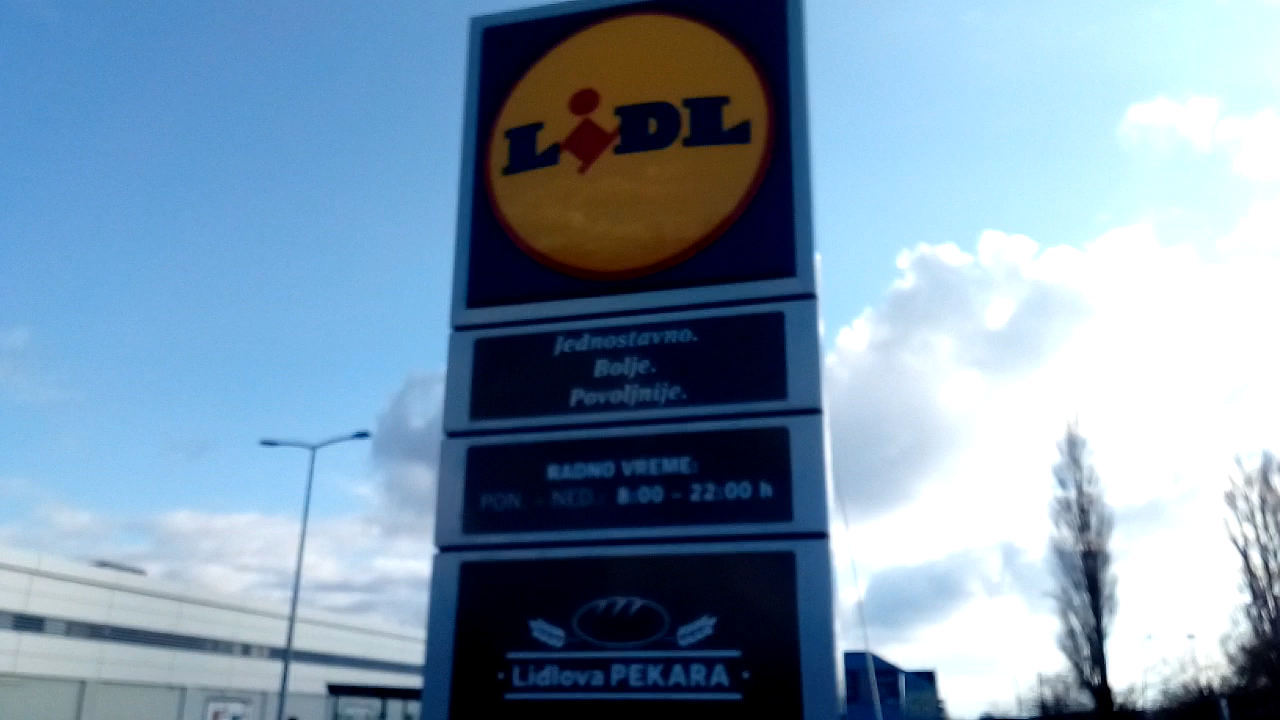 LiDL
Jednostavno.
Bolje.
Povoljnije.
RADNO VREME:
PON. - NED.: 8:00 - 22:00 h
· Lidlova PEKARA ·